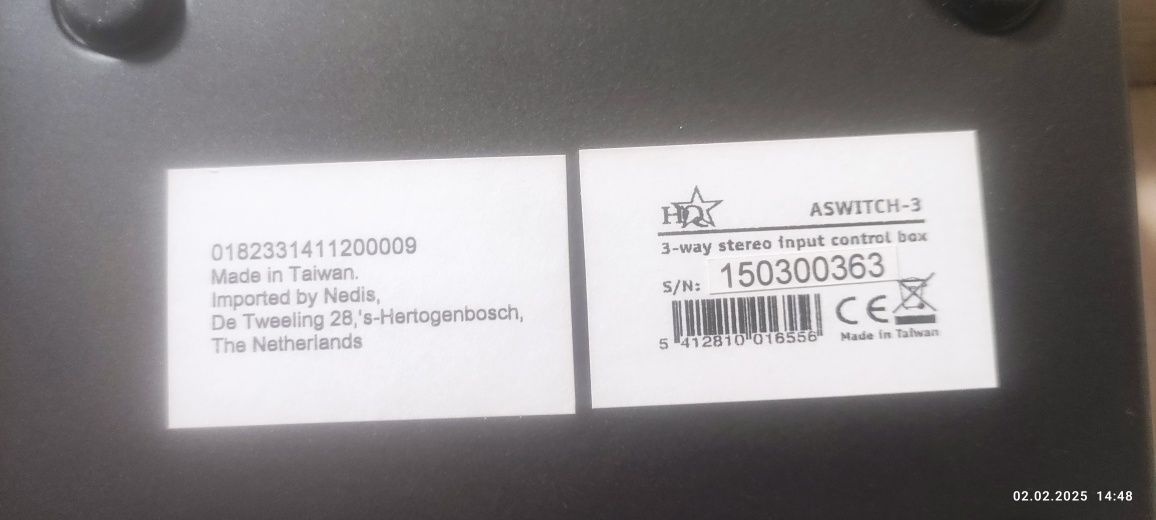 0182331411200009
Made in Taiwan.
Imported by Nedis,
De Tweeling 28,'s-Hertogenbosch,
The Netherlands
HQ
ASWITCH-3
3-way stereo input control box
S/N: 150300363
5 412810 016556
CE
Made in Taiwan
02.02.2025 14:48